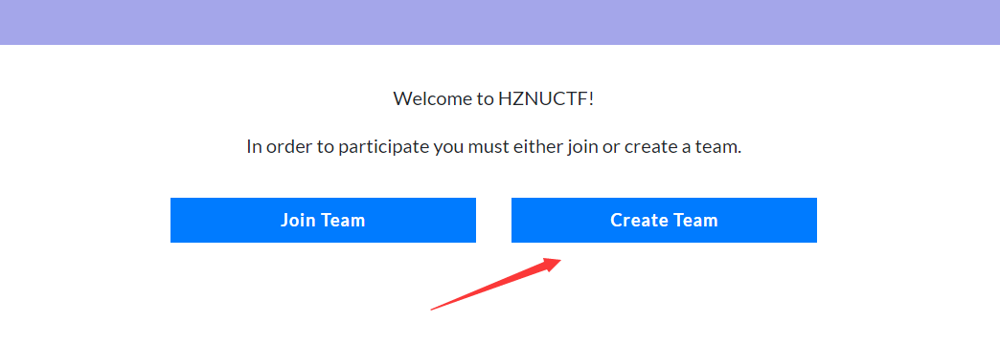 Welcome to HZNUCTF!
In order to participate you must either join or create a team.
Join Team
Create Team